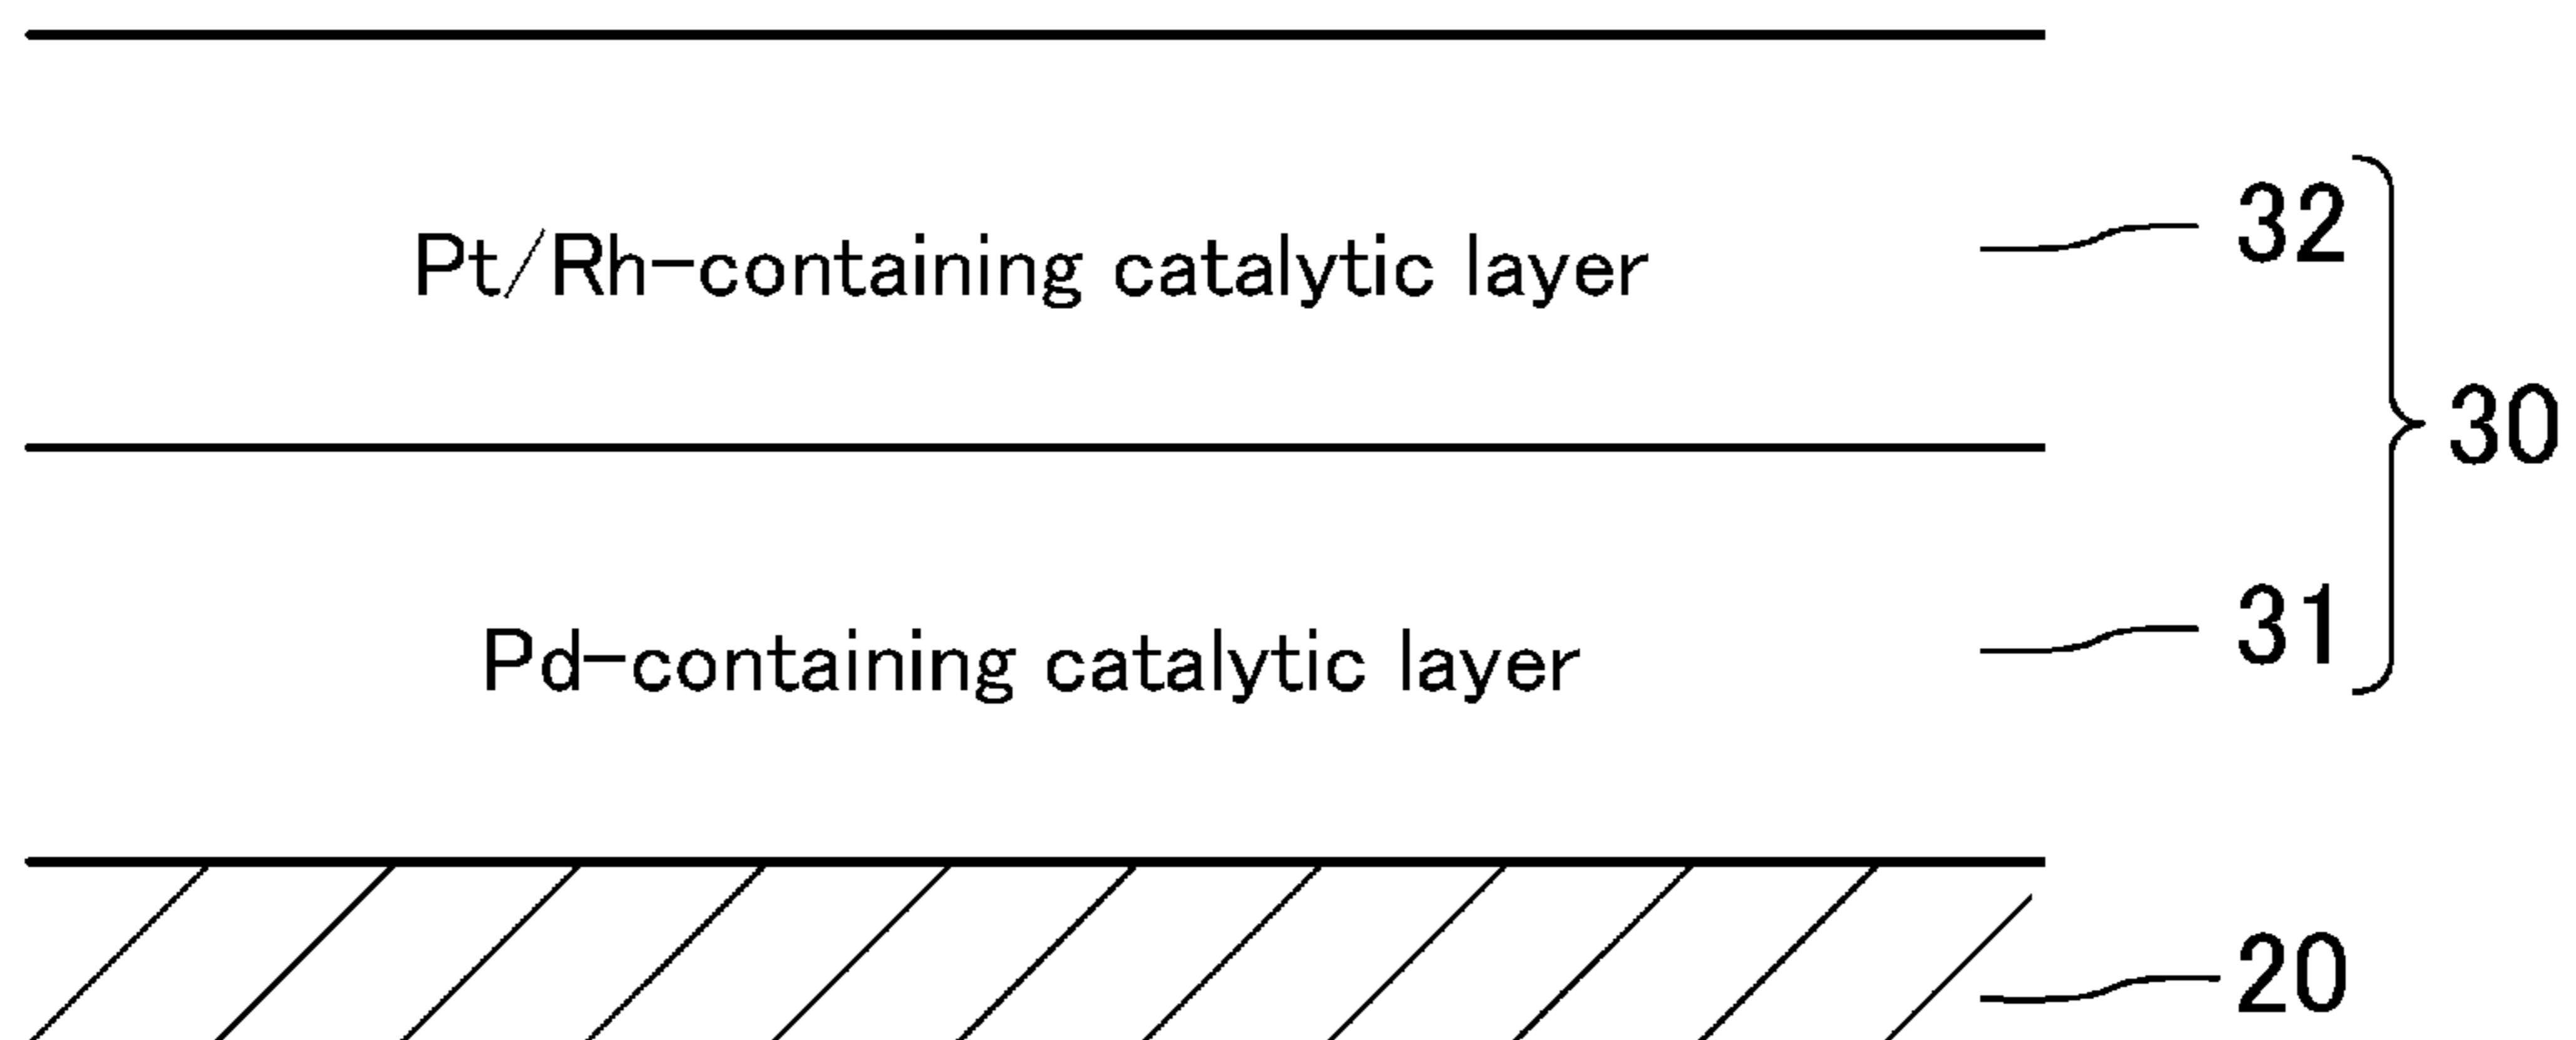 Pt/Rh-containing catalytic layer
32
30
Pd-containing catalytic layer
31
20